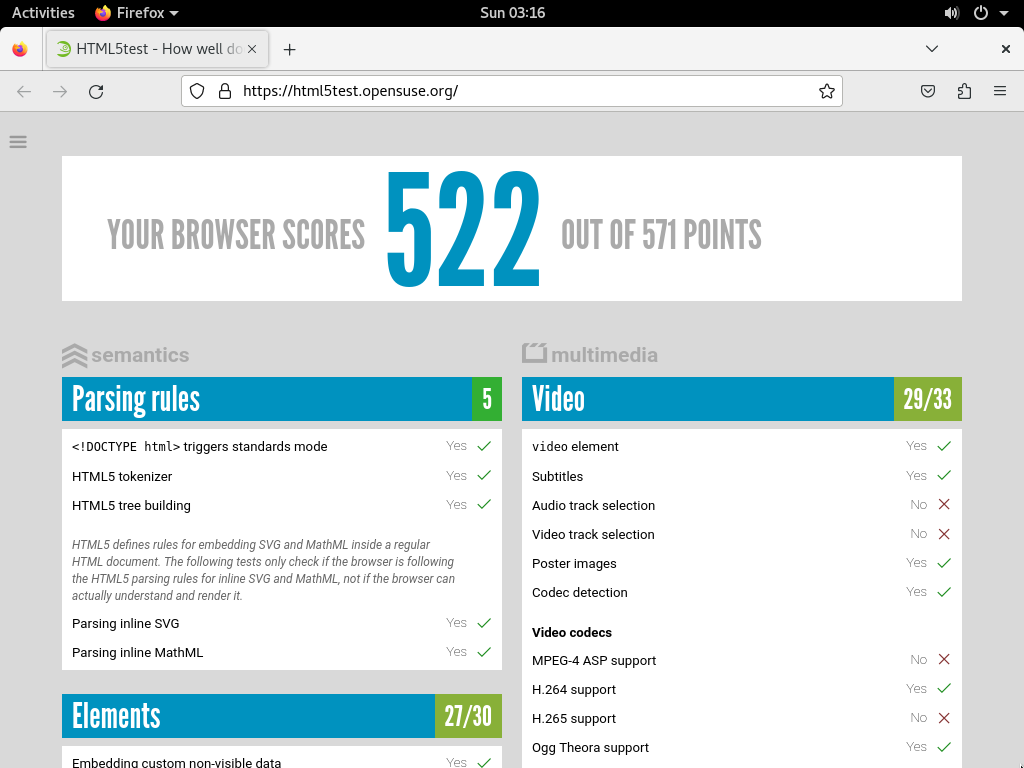 Activities Firefox Sun 03:16
HTML5test - How well do
https://html5test.opensuse.org/
YOUR BROWSER SCORES 522 OUT OF 571 POINTS
semantics
Parsing rules 5
<!DOCTYPE html> triggers standards mode Yes
HTML5 tokenizer Yes
HTML5 tree building Yes
HTML5 defines rules for embedding SVG and MathML inside a regular
HTML document. The following tests only check if the browser is following
the HTML5 parsing rules for inline SVG and MathML, not if the browser can
actually understand and render it.
Parsing inline SVG Yes
Parsing inline MathML Yes
Elements 27/30
Embedding custom non-visible data Yes
multimedia
Video 29/33
video element Yes
Subtitles Yes
Audio track selection No
Video track selection No
Poster images Yes
Codec detection Yes
Video codecs
MPEG-4 ASP support No
H.264 support Yes
H.265 support No
Ogg Theora support Yes